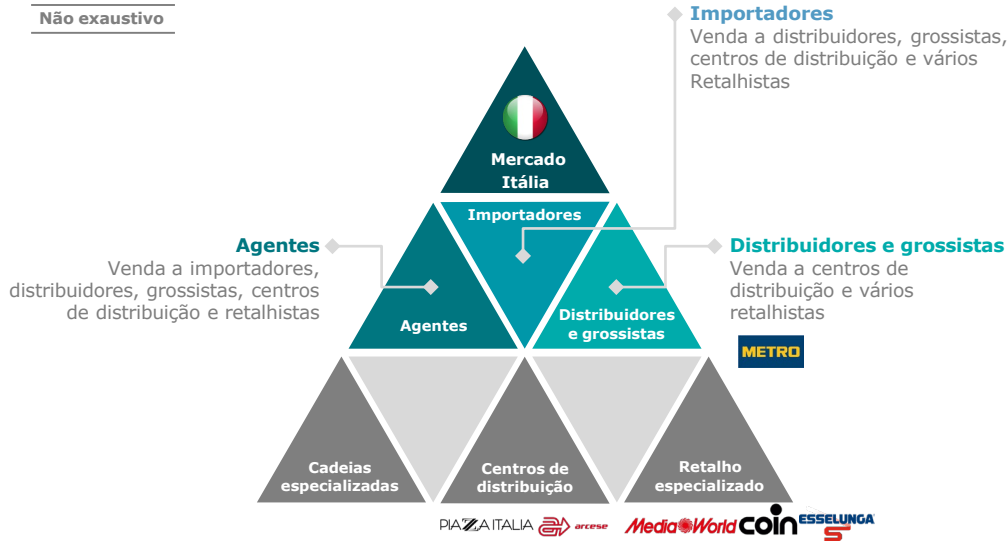 Não exaustivo
Importadores
Venda a distribuidores, grossistas,
centros de distribuição e vários
Retalhistas
Mercado
Itália
Importadores
Agentes
Venda a importadores,
distribuidores, grossistas, centros
de distribuição e retalhistas
Agentes
Distribuidores e grossistas
Venda a centros de
distribuição e vários
retalhistas
METRO
Distribuidores
e grossistas
Cadeias
especializadas
Centros de
distribuição
Retalho
especializado
PIAZZA ITALIA
arcese
MediaWorld
coin
ESSELUNGA
S